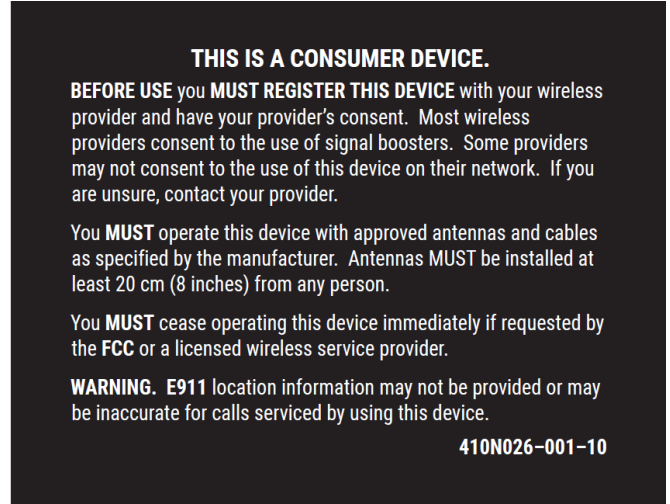 THIS IS A CONSUMER DEVICE.
BEFORE USE you MUST REGISTER THIS DEVICE with your wireless
provider and have your provider's consent.  Most wireless
providers consent to the use of signal boosters.  Some providers
may not consent to the use of this device on their network.  If you
are unsure, contact your provider.
You MUST operate this device with approved antennas and cables
as specified by the manufacturer.  Antennas MUST be installed at
least 20 cm (8 inches) from any person.
You MUST cease operating this device immediately if requested by
the FCC or a licensed wireless service provider.
WARNING.  E911 location information may not be provided or may
be inaccurate for calls serviced by using this device.
410N026–001–10